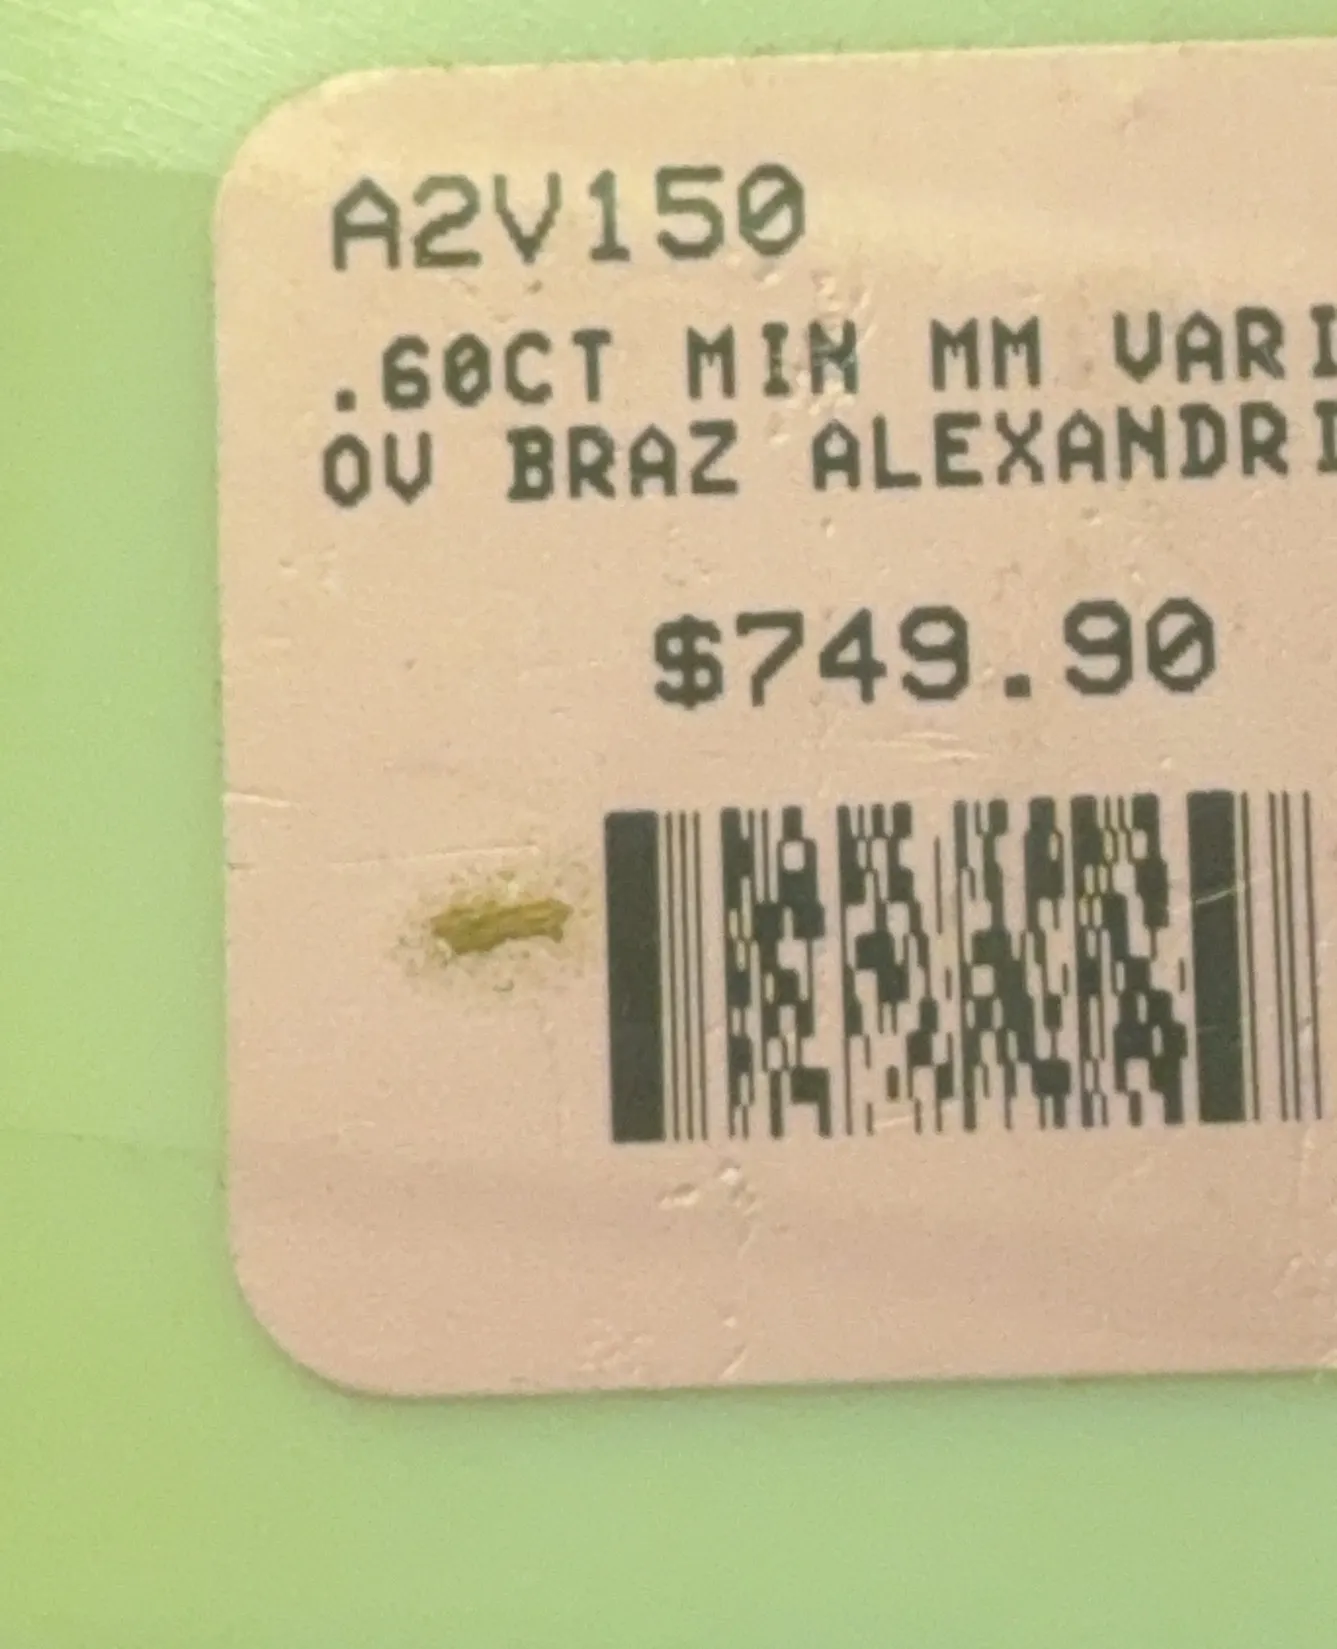 A2V150
.60CT MIN MM VARI
OV BRAZ ALEXANDRI
$749.90